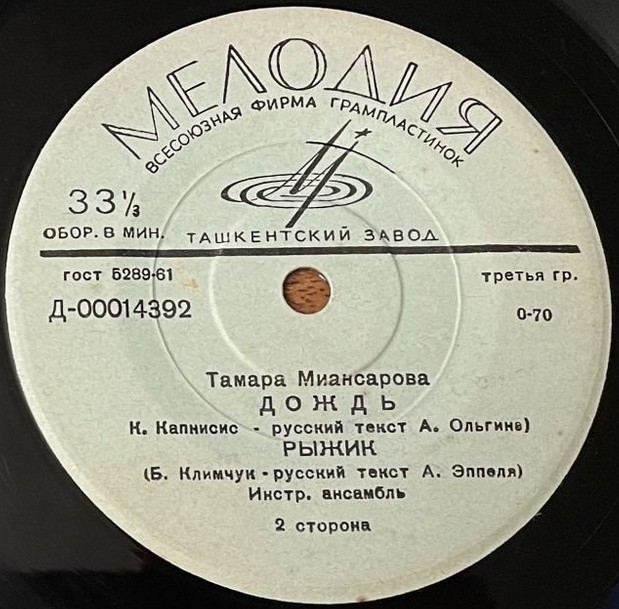 МЕЛОДИЯ
ВСЕСОЮЗНАЯ ФИРМА ГРАМПЛАСТИНОК
33⅓
ОБОР. В МИН. ТАШКЕНТСКИЙ ЗАВОД
гост 5289-61 третья гр.
Д-00014392 0-70
Тамара Миансарова
ДОЖДЬ
К. Капнисис - русский текст А. Ольгина)
РЫЖИК
(Б. Климчук - русский текст А. Эппеля)
Инстр. ансамбль
2 сторона